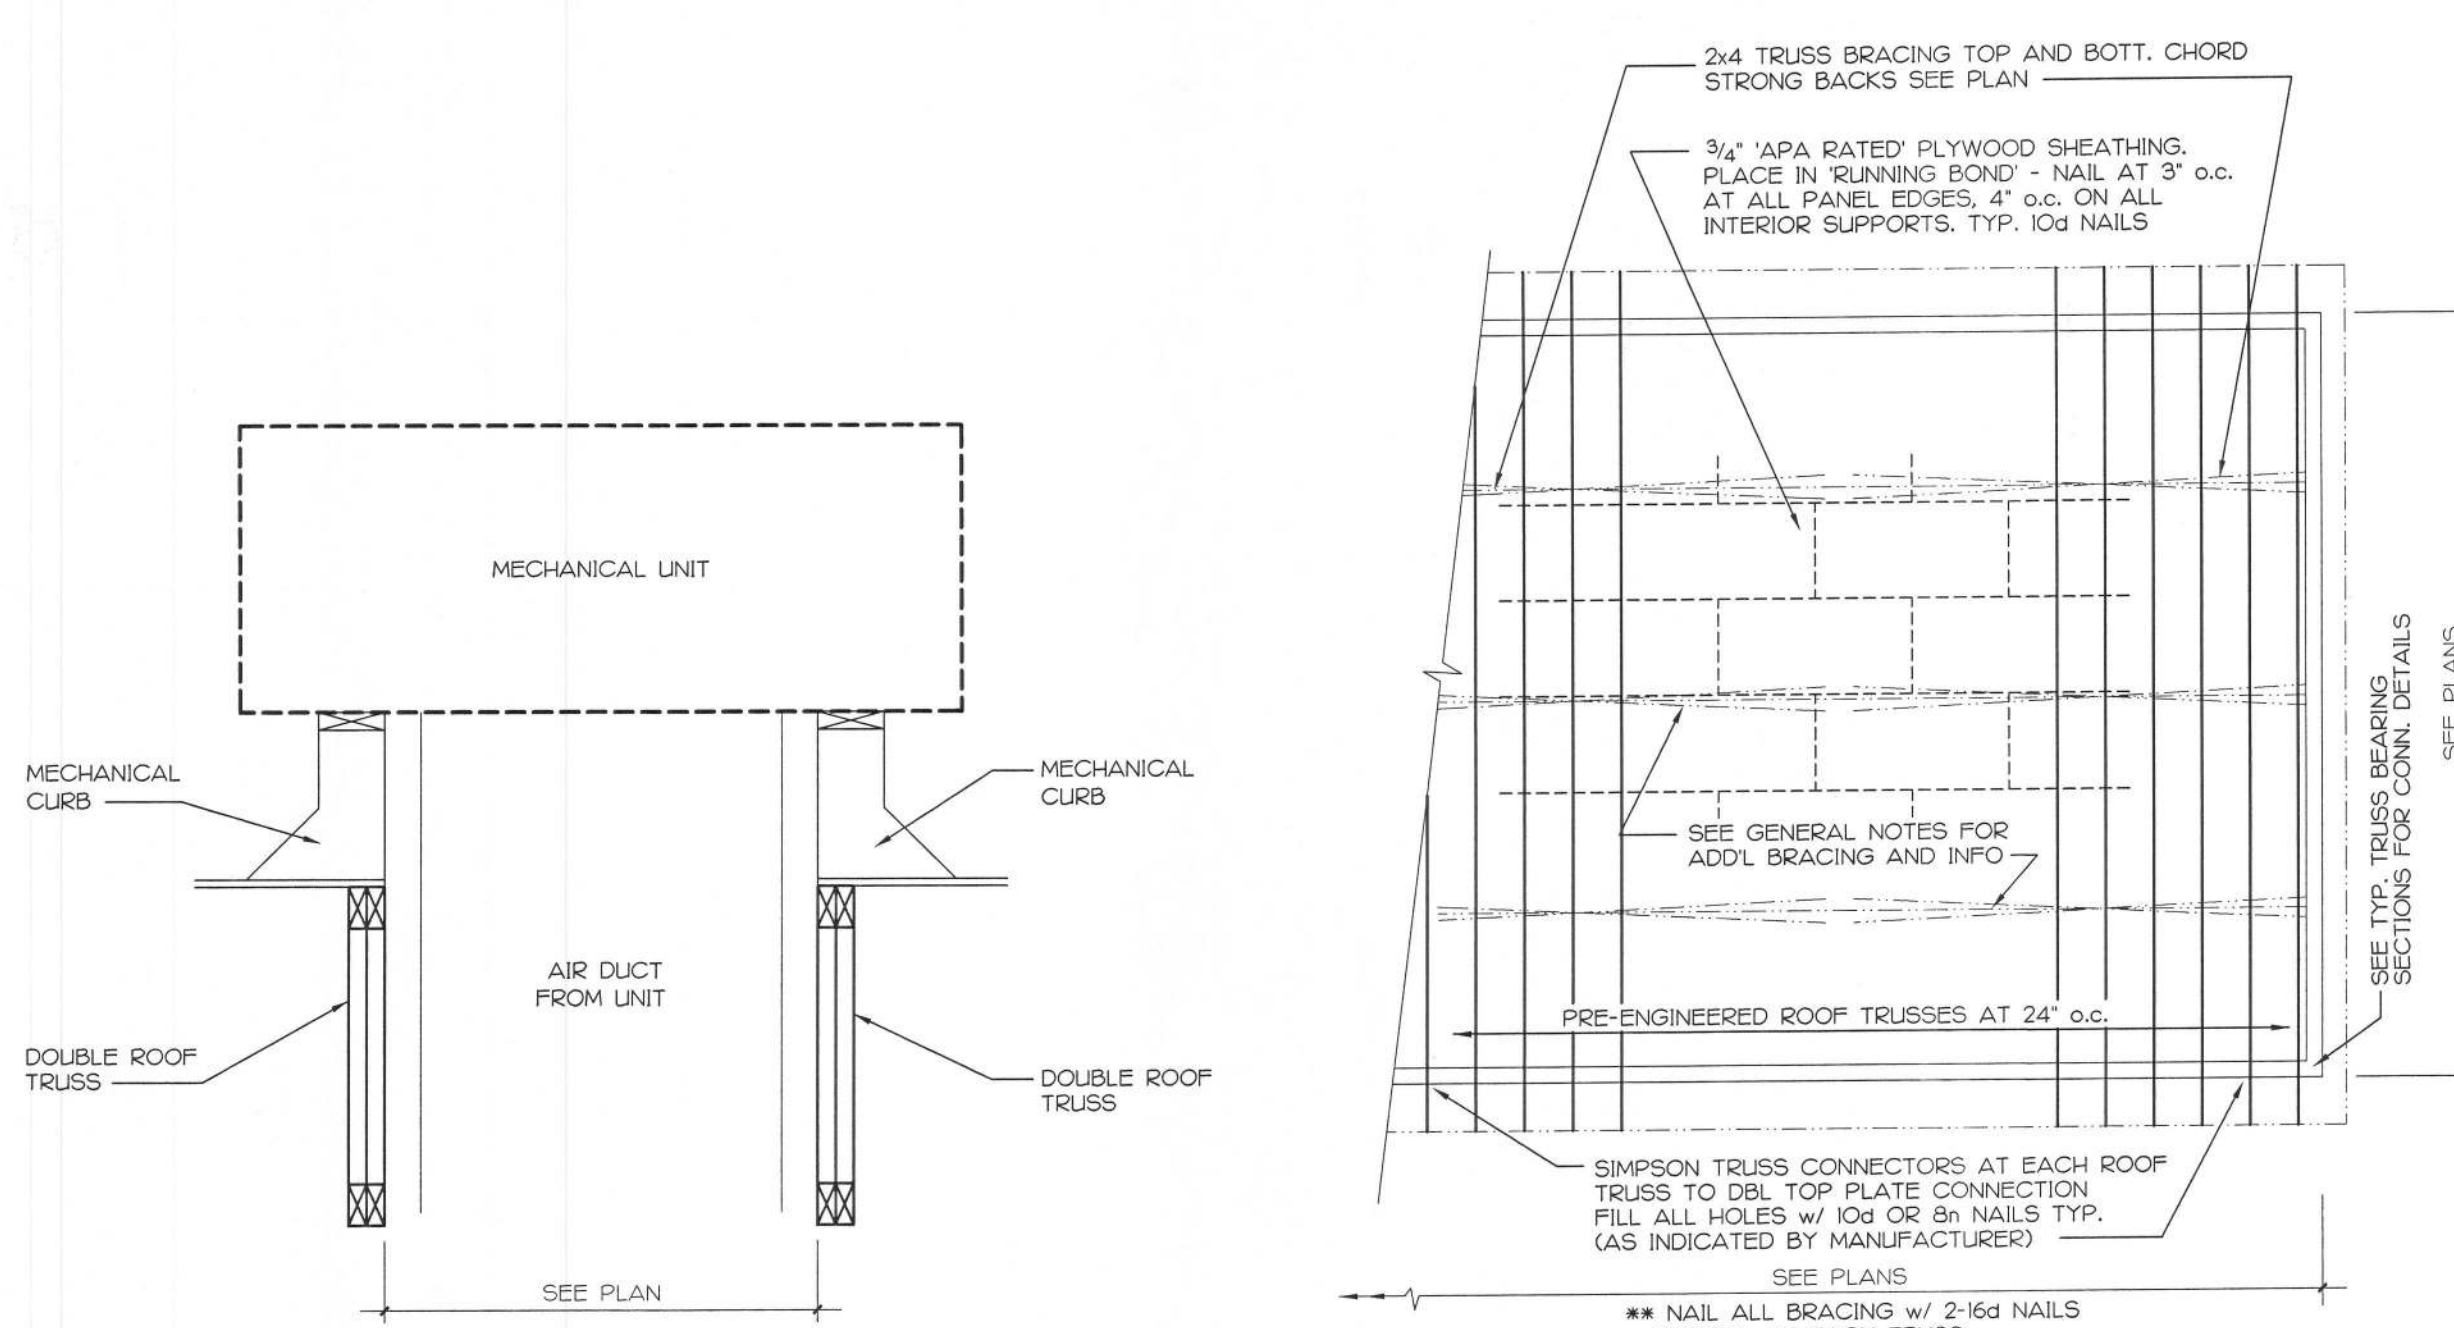 MECHANICAL UNIT
MECHANICAL
CURB
MECHANICAL
CURB
AIR DUCT
FROM UNIT
DOUBLE ROOF
TRUSS
DOUBLE ROOF
TRUSS
SEE PLAN
2x4 TRUSS BRACING TOP AND BOTT. CHORD
STRONG BACKS SEE PLAN
3/4" 'APA RATED' PLYWOOD SHEATHING.
PLACE IN 'RUNNING BOND' - NAIL AT 3" o.c.
AT ALL PANEL EDGES, 4" o.c. ON ALL
INTERIOR SUPPORTS. TYP. 10d NAILS
SEE GENERAL NOTES FOR
ADD'L BRACING AND INFO
PRE-ENGINEERED ROOF TRUSSES AT 24" o.c.
SEE TYP. TRUSS BEARING
SECTIONS FOR CONN. DETAILS
SEE PLANS
SIMPSON TRUSS CONNECTORS AT EACH ROOF
TRUSS TO DBL TOP PLATE CONNECTION
FILL ALL HOLES w/ 10d OR 8n NAILS TYP.
(AS INDICATED BY MANUFACTURER)
SEE PLANS
** NAIL ALL BRACING w/ 2-16d NAILS